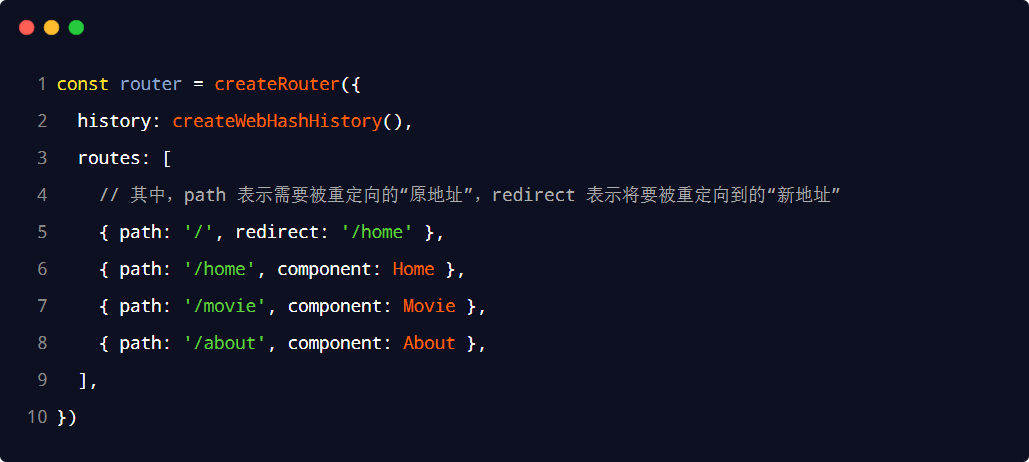 1 const router = createRouter({
2 history: createWebHashHistory(),
3 routes: [
4 // 其中，path 表示需要被重定向的“原地址”，redirect 表示将要被重定向到的“新地址”
5 { path: '/', redirect: '/home' },
6 { path: '/home', component: Home },
7 { path: '/movie', component: Movie },
8 { path: '/about', component: About },
9 ],
10 })